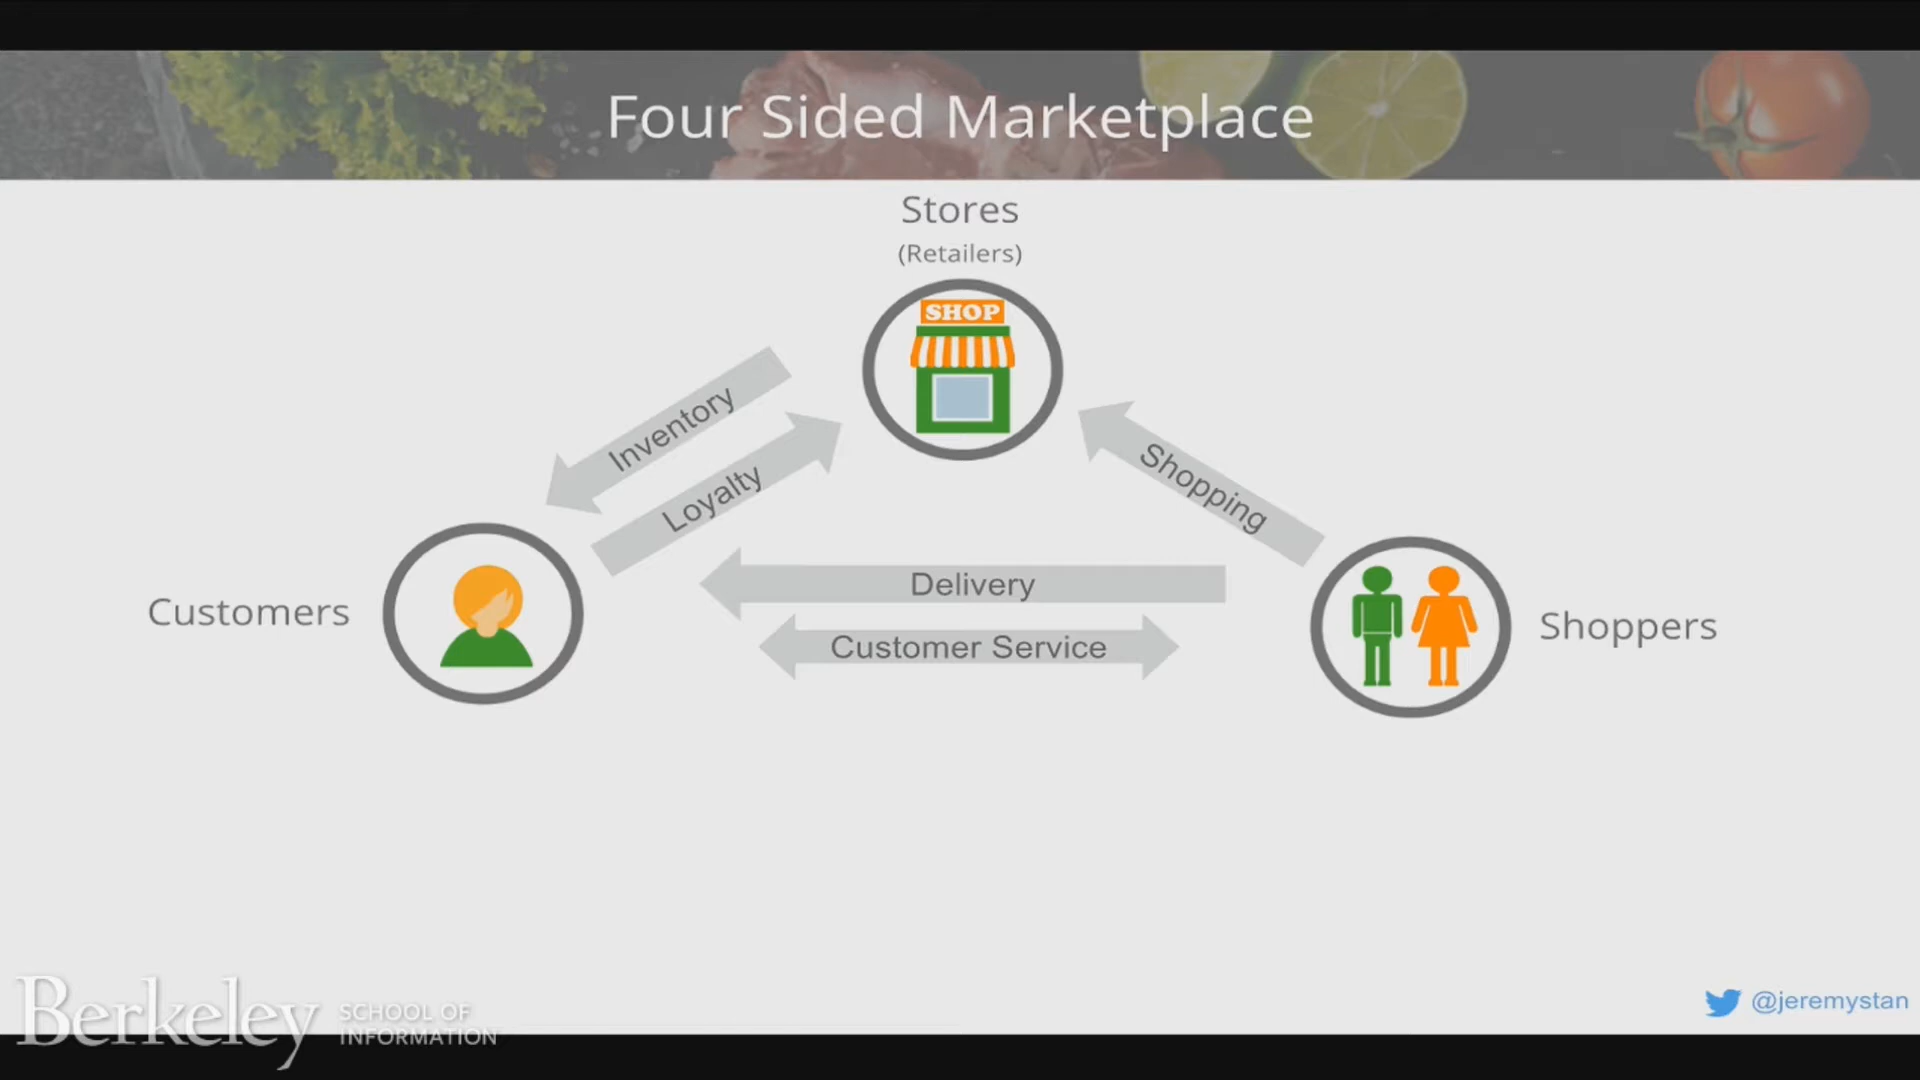 Four Sided Marketplace
Stores
(Retailers)
SHOP
Inventory
Loyalty
Shopping
Delivery
Customer Service
Customers
Shoppers
Berkeley
SCHOOL OF
INFORMATION
@jeremystan